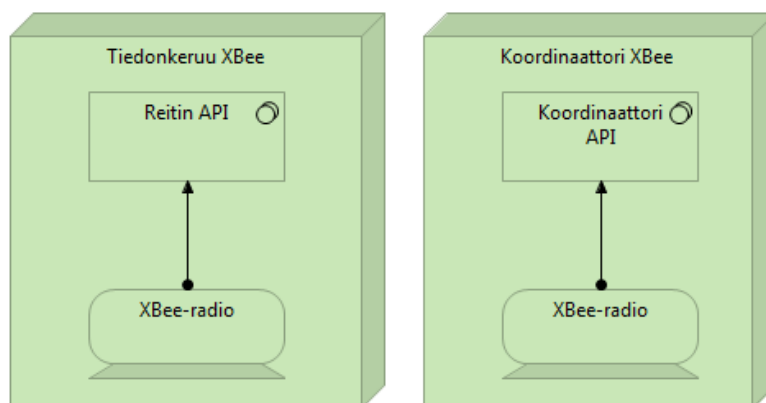 Tiedonkeruu XBee
Reitin API
XBee-radio
Koordinaattori XBee
Koordinaattori
API
XBee-radio